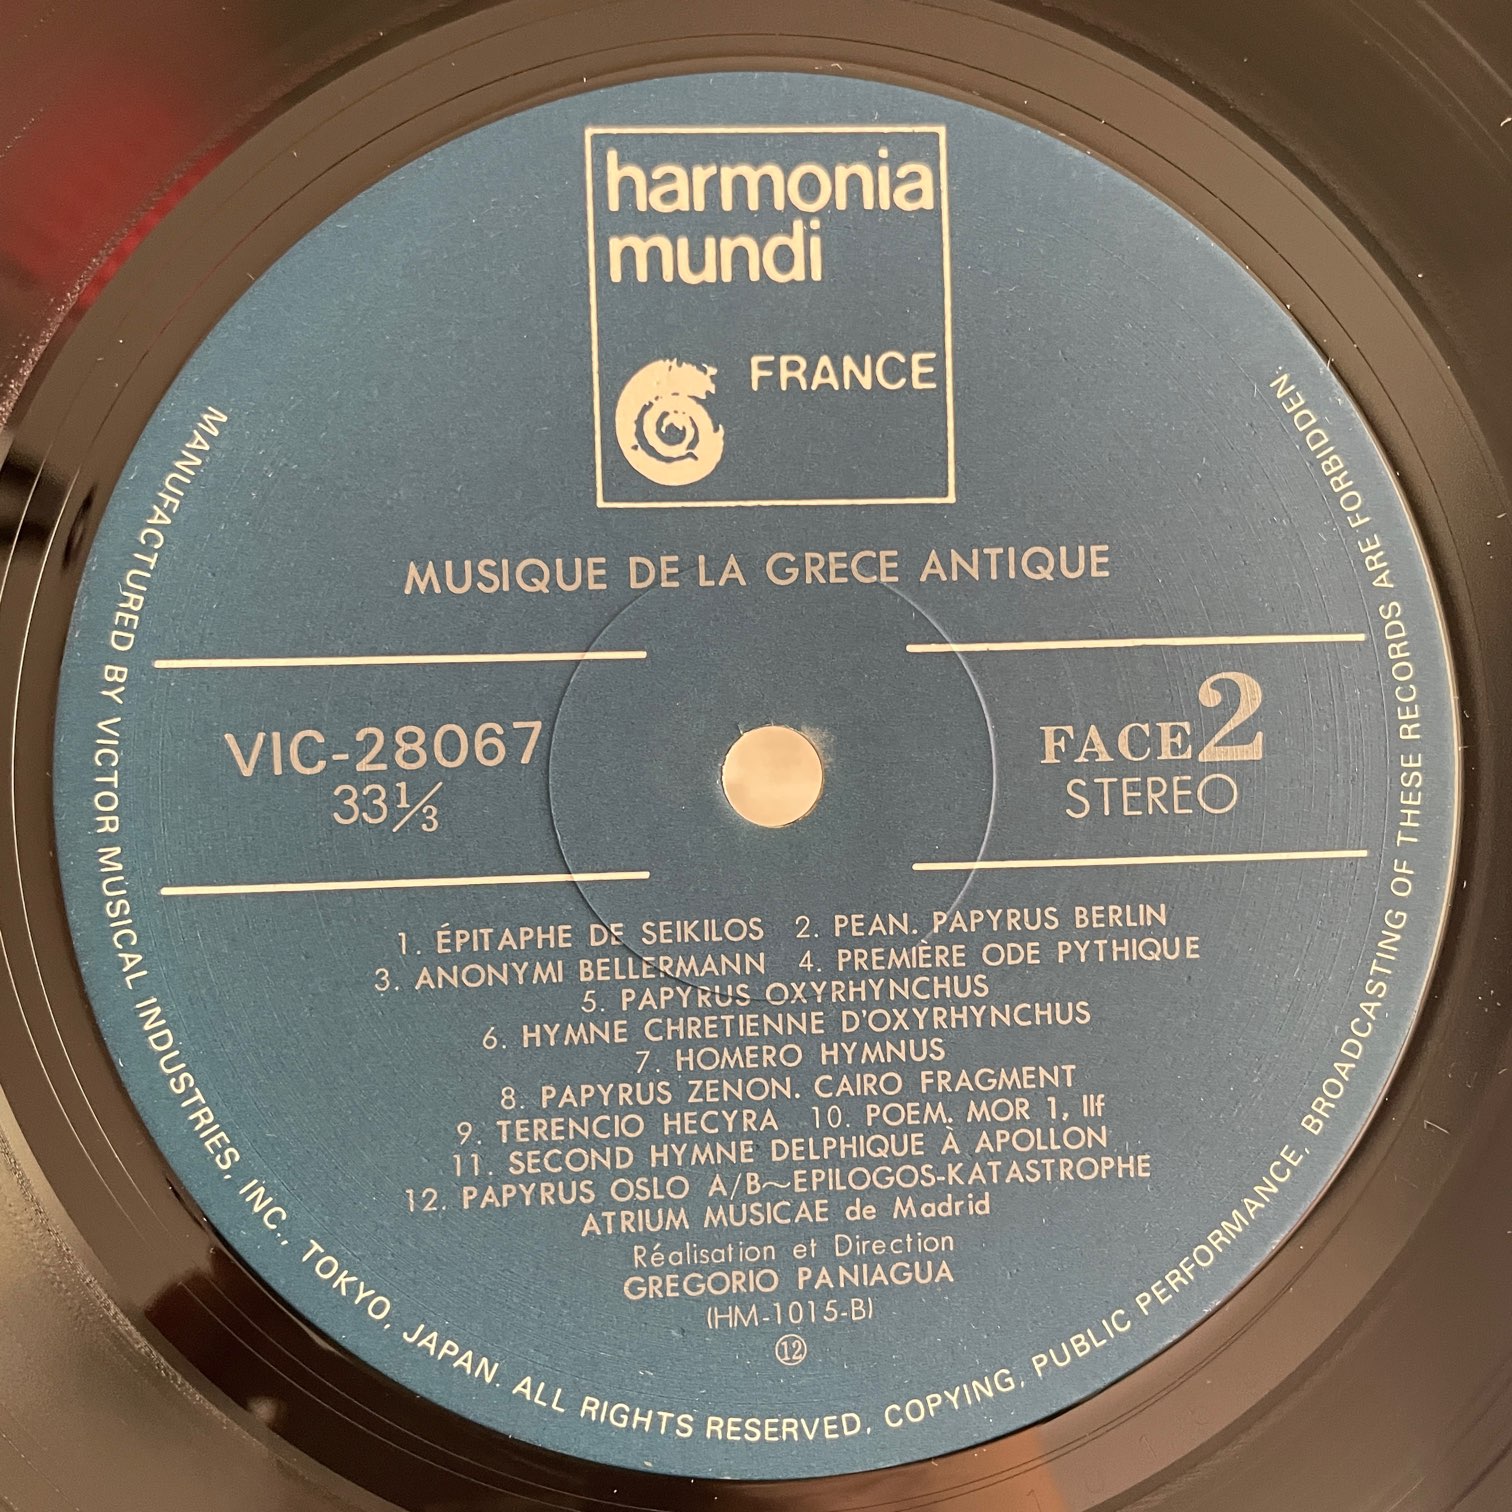 harmonia
mundi
FRANCE
MUSIQUE DE LA GRECE ANTIQUE
VIC-28067
33 1/3
FACE 2
STEREO
1. ÉPITAPHE DE SEIKILOS 2. PEAN. PAPYRUS BERLIN
3. ANONYMI BELLERMANN 4. PREMIÈRE ODE PYTHIQUE
5. PAPYRUS OXYRHYNCHUS
6. HYMNE CHRETIENNE D'OXYRHYNCHUS
7. HOMERO HYMNUS
8. PAPYRUS ZENON. CAIRO FRAGMENT
9. TERENCIO HECYRA 10. POEM. MOR 1, IIf
11. SECOND HYMNE DELPHIQUE À APOLLON
12. PAPYRUS OSLO A/B~EPILOGOS-KATASTROPHE
ATRIUM MUSICAE de Madrid
Réalisation et Direction
GREGORIO PANIAGUA
(HM-1015-B)
⑫
MANUFACTURED BY VICTOR MUSICAL INDUSTRIES, INC., TOKYO, JAPAN. ALL RIGHTS RESERVED, COPYING, PUBLIC PERFORMANCE, BROADCASTING OF THESE RECORDS ARE FORBIDDEN.